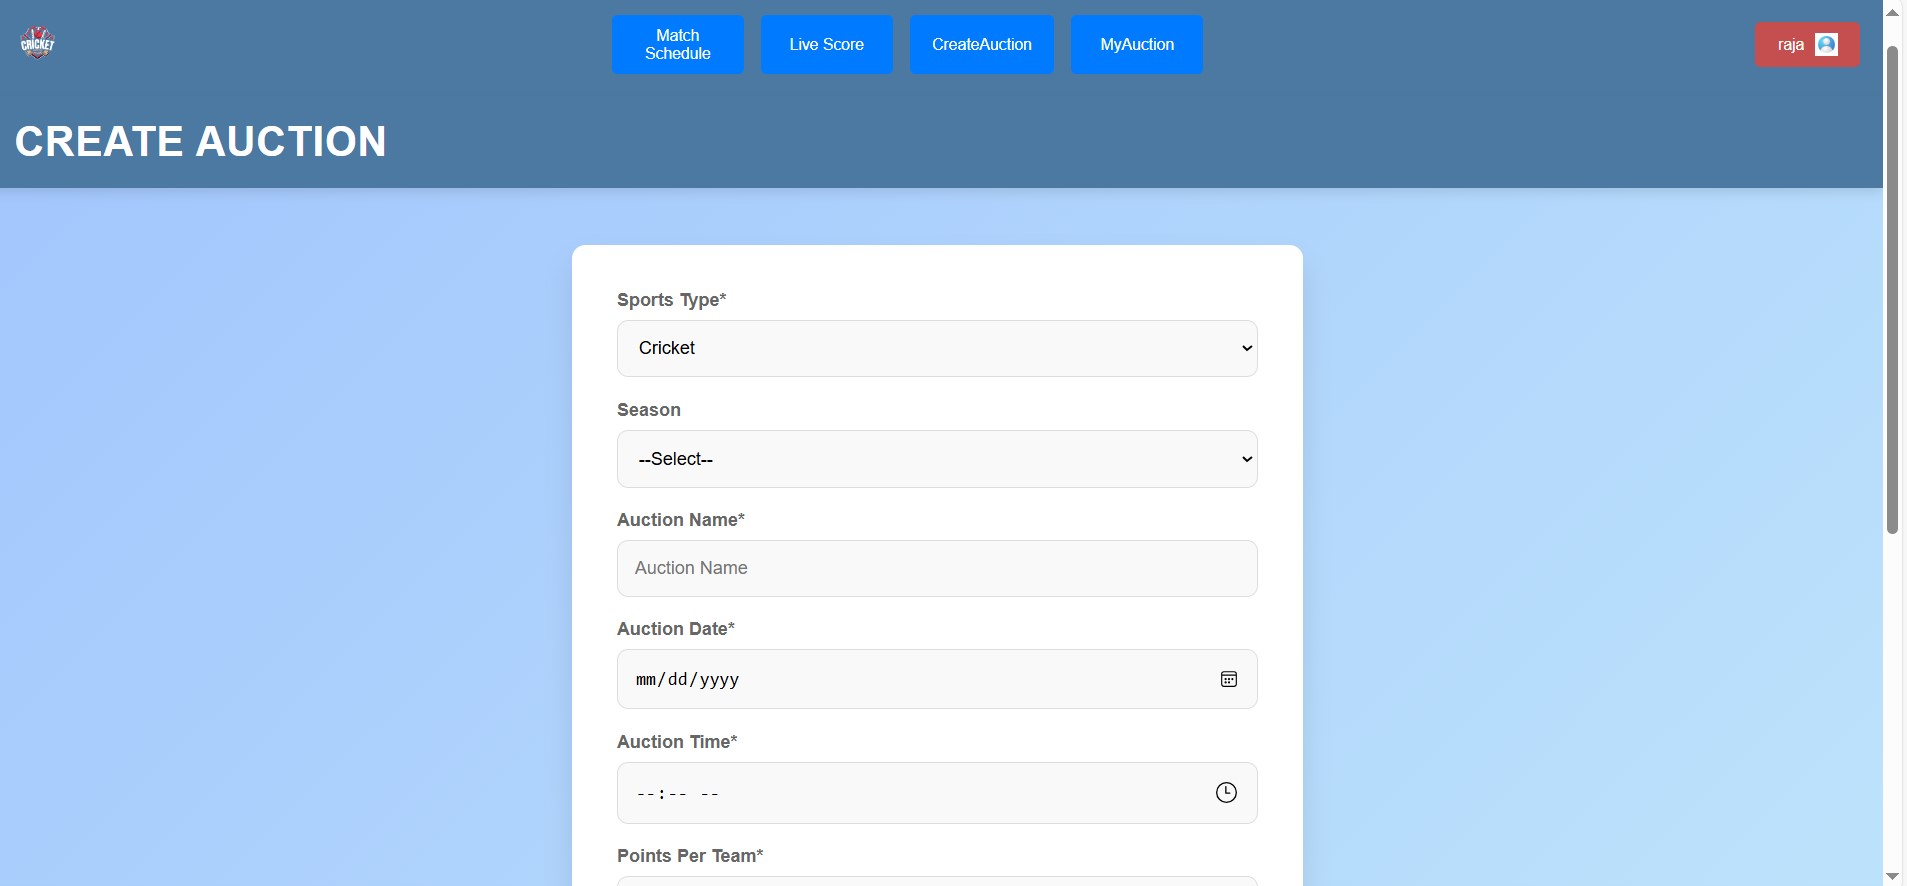 CRICKET
Match
Schedule
Live Score
CreateAuction
MyAuction
raja
CREATE AUCTION
Sports Type*
Cricket
Season
--Select--
Auction Name*
Auction Name
Auction Date*
mm/dd/yyyy
Auction Time*
--:-- --
Points Per Team*